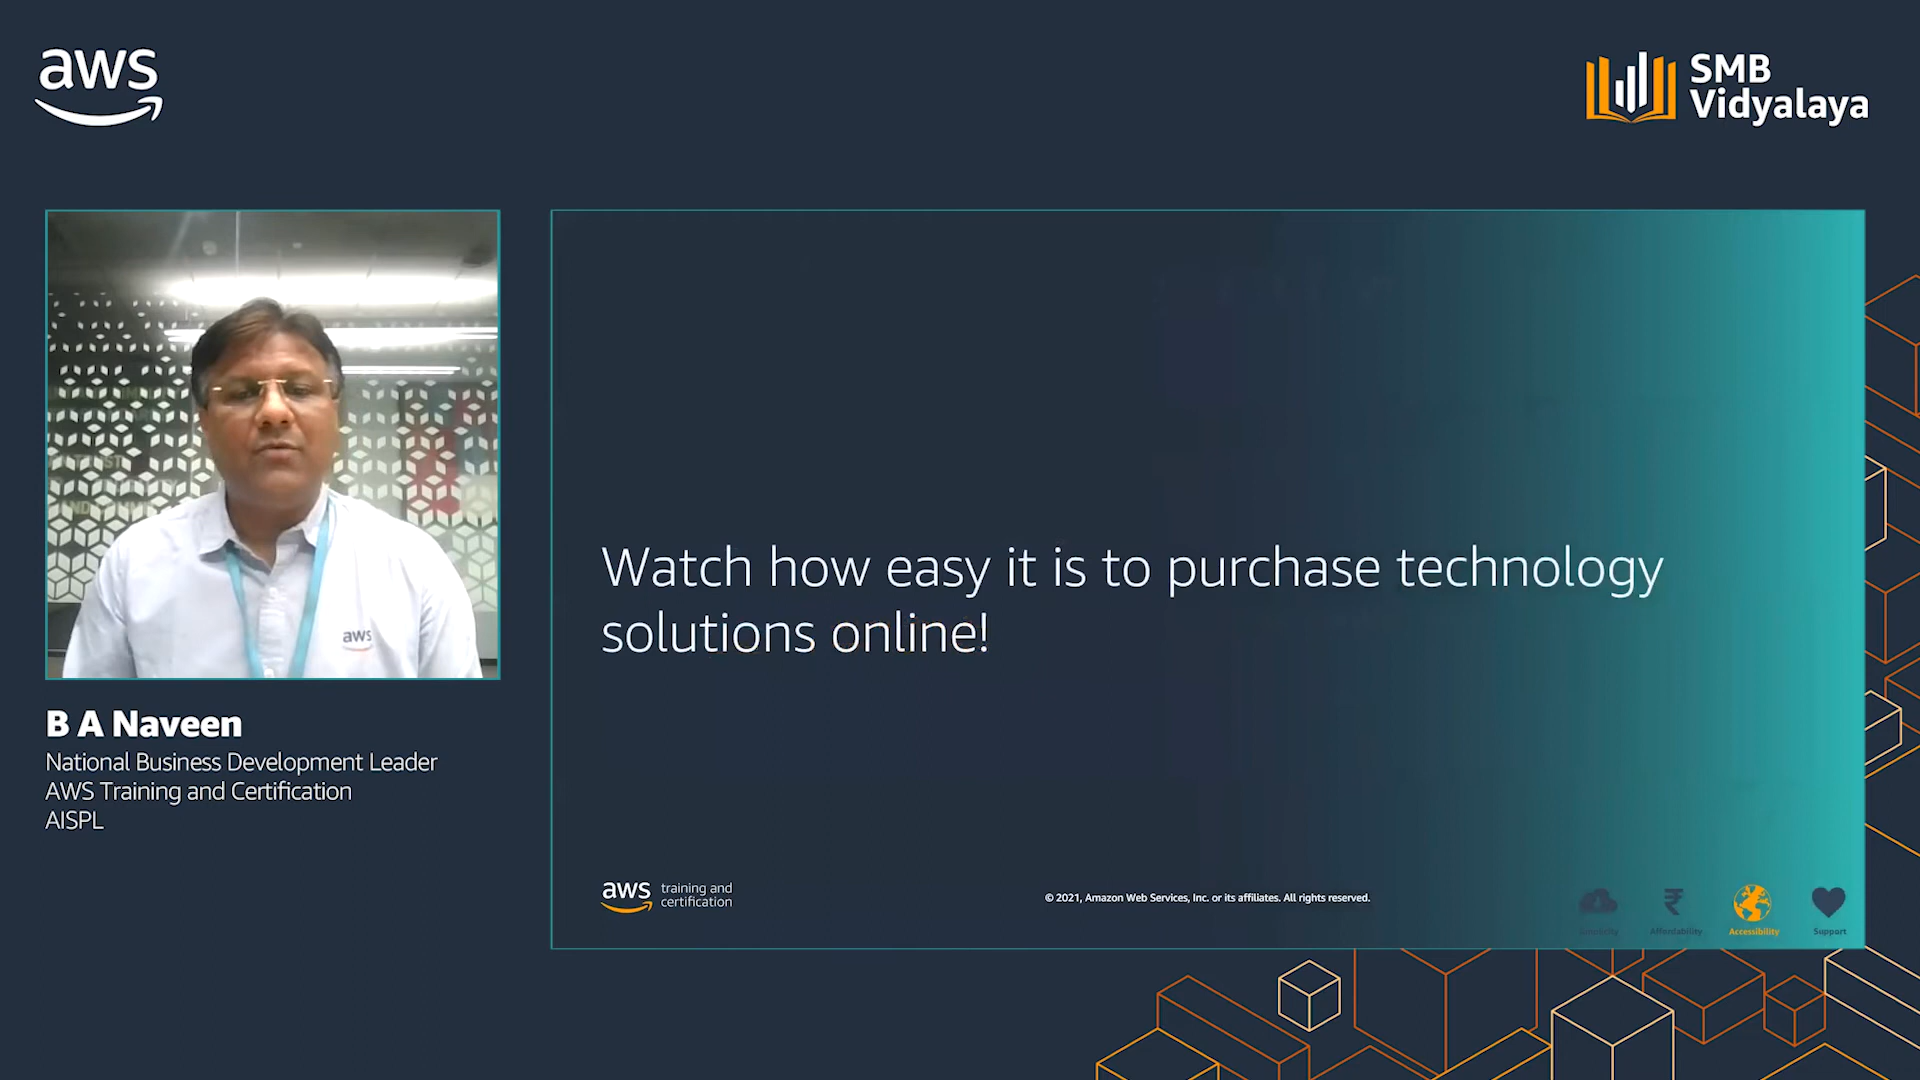 aws
SMB
Vidyalaya
aws
B A Naveen
National Business Development Leader
AWS Training and Certification
AISPL
Watch how easy it is to purchase technology
solutions online!
aws training and
certification
© 2021, Amazon Web Services, Inc. or its affiliates. All rights reserved.
₹
Affordability
Accessibility
Support